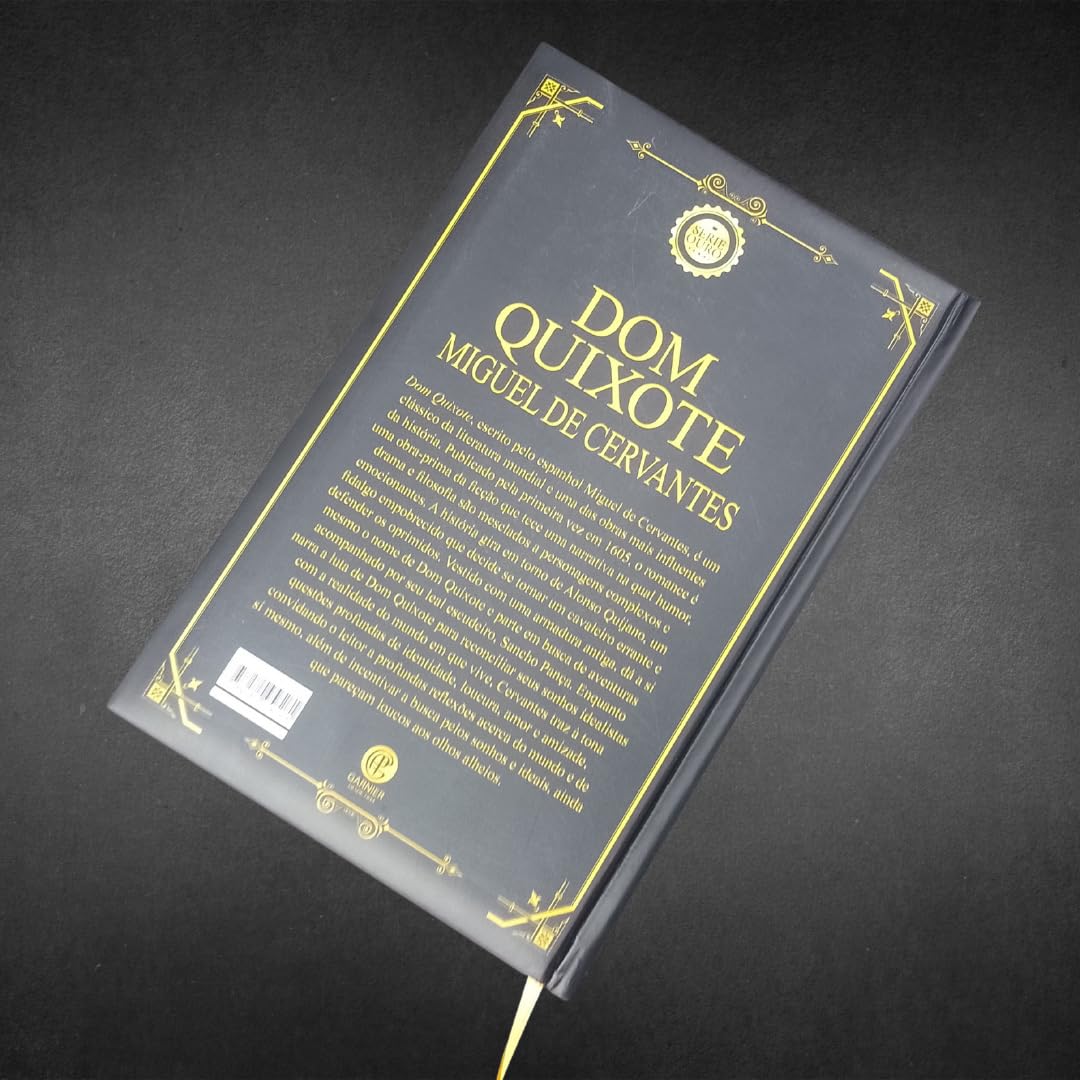 SÉRIE
OURO
DOM
QUIXOTE
MIGUEL DE CERVANTES
Dom Quixote, escrito pelo espanhol Miguel de Cervantes, é um
clássico da literatura mundial e uma das obras mais influentes
da história. Publicado pela primeira vez em 1605, o romance é
uma obra-prima da ficção que tece uma narrativa na qual humor,
drama e filosofia são mesclados a personagens complexos e
emocionantes. A história gira em torno de Alonso Quijano, um
fidalgo empobrecido que decide se tornar um cavaleiro errante e
defender os oprimidos. Vestido com uma armadura antiga, dá a si
mesmo o nome de Dom Quixote e parte em busca de aventuras
acompanhado por seu leal escudeiro, Sancho Pança. Enquanto
narra a luta de Dom Quixote para reconciliar seus sonhos idealistas
com a realidade do mundo em que vive, Cervantes traz à tona
questões profundas de identidade, loucura, amor e amizade,
convidando o leitor a profundas reflexões acerca do mundo e de
si mesmo, além de incentivar à busca pelos sonhos e ideais, ainda
que pareçam loucos aos olhos alheios.
GARNIER